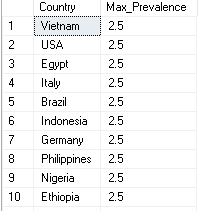 Country Max_Prevalence
1 Vietnam 2.5
2 USA 2.5
3 Egypt 2.5
4 Italy 2.5
5 Brazil 2.5
6 Indonesia 2.5
7 Germany 2.5
8 Philippines 2.5
9 Nigeria 2.5
10 Ethiopia 2.5